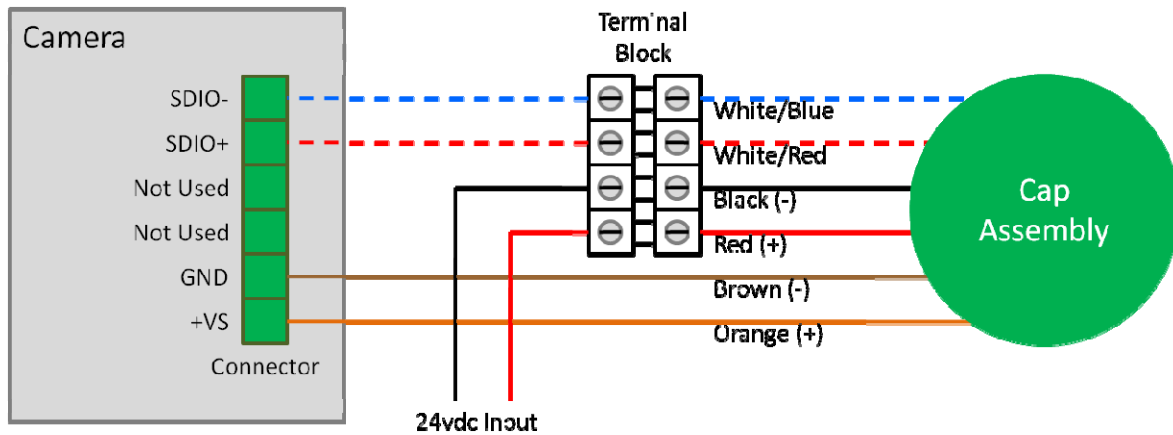 Camera
Terminal
Block
SDIO-
SDIO+
Not Used
Not Used
GND
+VS
Connector
White/Blue
White/Red
Black (-)
Red (+)
Brown (-)
Orange (+)
Cap
Assembly
24vdc Input